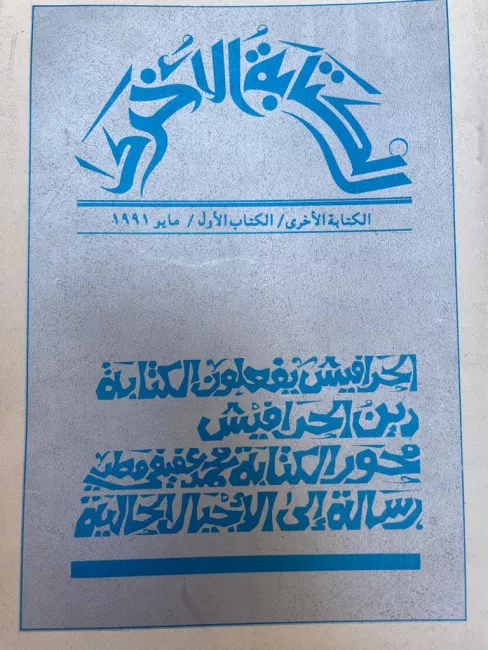 الكتابة الأخرى
الكتابة الأخرى / الكتاب الأول / مايو ١٩٩١
الحرافيش يفعلون الكتابة
دين الحرافيش
محور الكتابة محمد عفيفي مطر
رسالة إلى الأجيال الحالية